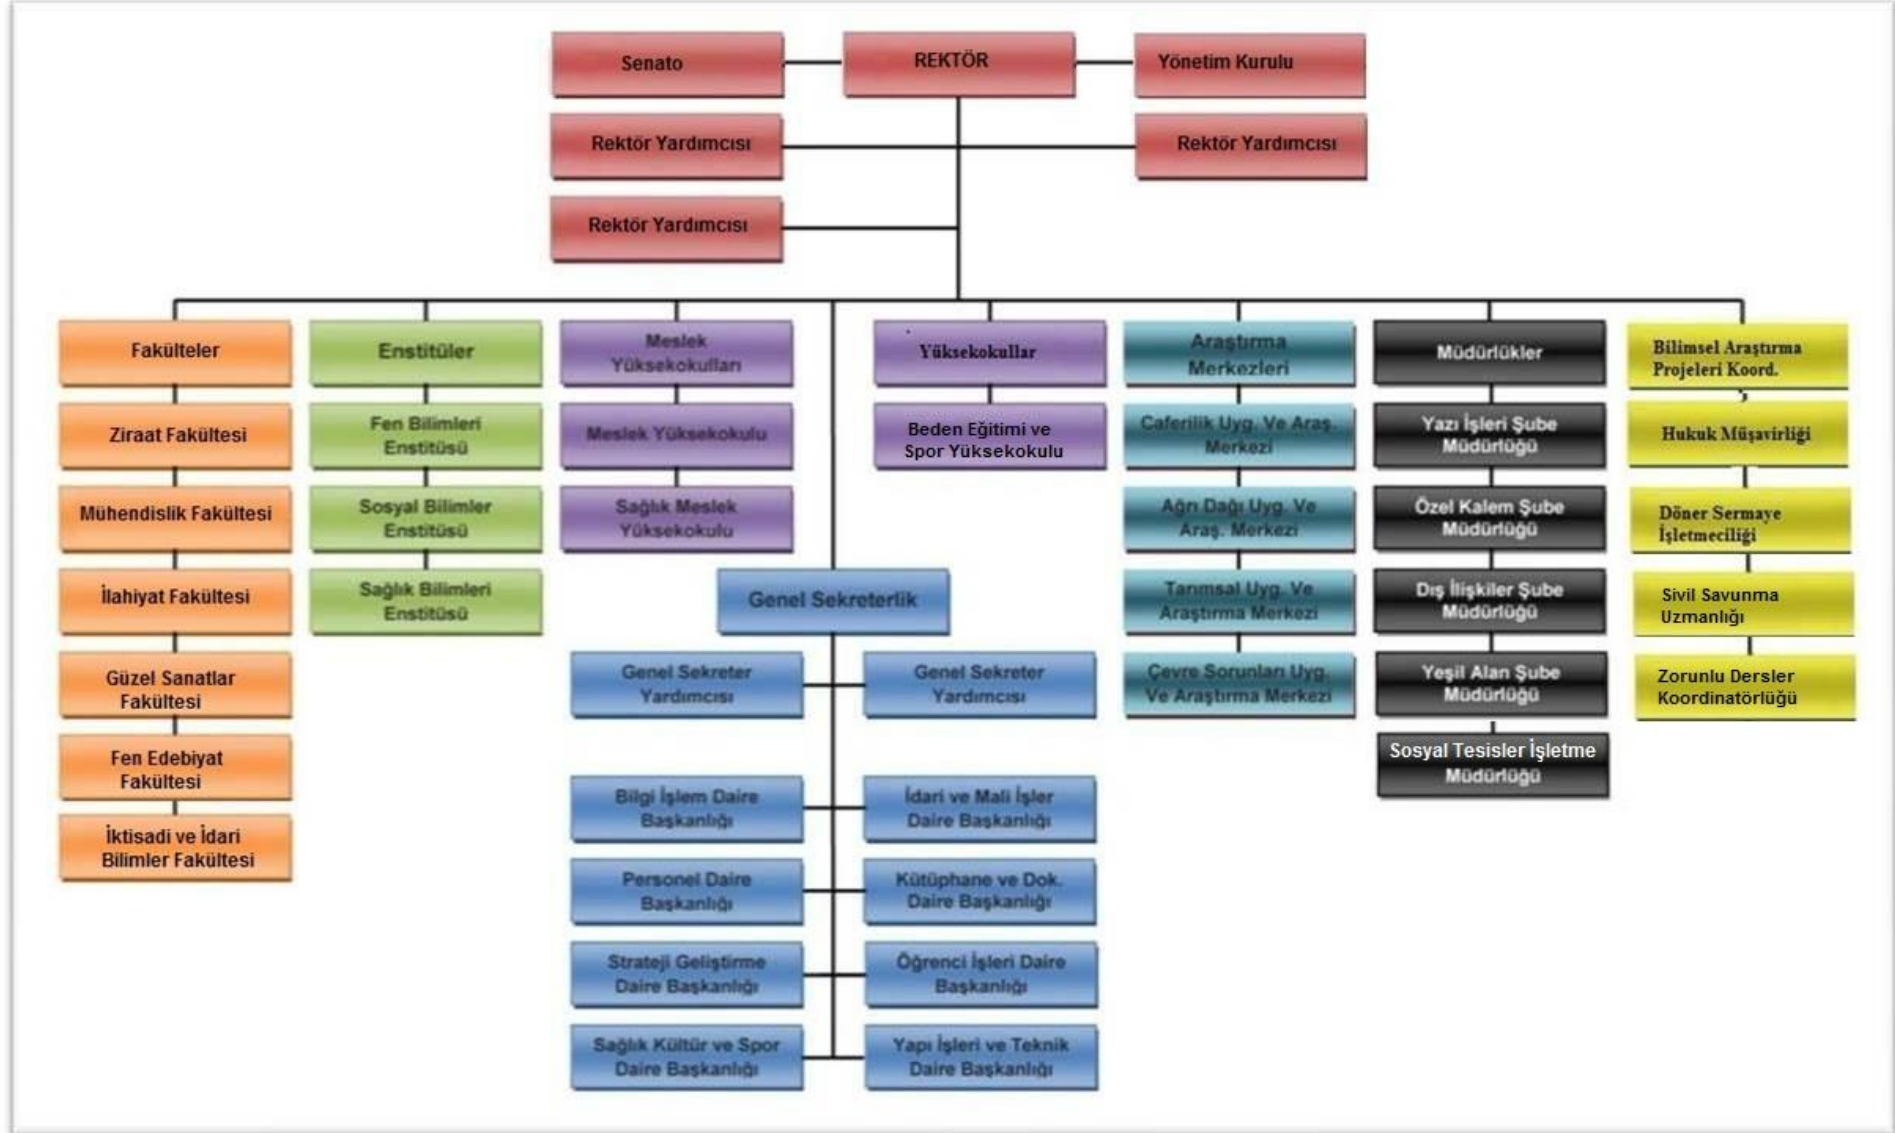 Senato
REKTÖR
Yönetim Kurulu
Rektör Yardımcısı
Rektör Yardımcısı
Rektör Yardımcısı
Fakülteler
Ziraat Fakültesi
Mühendislik Fakültesi
İlahiyat Fakültesi
Güzel Sanatlar
Fakültesi
Fen Edebiyat
Fakültesi
İktisadi ve İdari
Bilimler Fakültesi
Enstitüler
Fen Bilimleri
Enstitüsü
Sosyal Bilimler
Enstitüsü
Sağlık Bilimleri
Enstitüsü
Meslek
Yüksekokulları
Meslek Yüksekokulu
Sağlık Meslek
Yüksekokulu
Genel Sekreterlik
Genel Sekreter
Yardımcısı
Genel Sekreter
Yardımcısı
Bilgi İşlem Daire
Başkanlığı
İdari ve Mali İşler
Daire Başkanlığı
Personel Daire
Başkanlığı
Kütüphane ve Dok.
Daire Başkanlığı
Strateji Geliştirme
Daire Başkanlığı
Öğrenci İşleri Daire
Başkanlığı
Sağlık Kültür ve Spor
Daire Başkanlığı
Yapı İşleri ve Teknik
Daire Başkanlığı
Yüksekokullar
Beden Eğitimi ve
Spor Yüksekokulu
Araştırma
Merkezleri
Caferilik Uyg. Ve Araş.
Merkezi
Ağrı Dağı Uyg. Ve
Araş. Merkezi
Tarımsal Uyg. Ve
Araştırma Merkezi
Çevre Sorunları Uyg.
Ve Araştırma Merkezi
Müdürlükler
Yazı İşleri Şube
Müdürlüğü
Özel Kalem Şube
Müdürlüğü
Dış İlişkiler Şube
Müdürlüğü
Yeşil Alan Şube
Müdürlüğü
Sosyal Tesisler İşletme
Müdürlüğü
Bilimsel Araştırma
Projeleri Koord.
Hukuk Müşavirliği
Döner Sermaye
İşletmeciliği
Sivil Savunma
Uzmanlığı
Zorunlu Dersler
Koordinatörlüğü